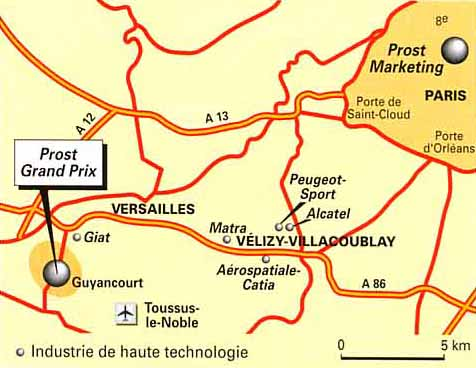 8e
Prost
Marketing
PARIS
Porte de
Saint-Cloud
Porte
d'Orléans
A 13
A 12
Prost
Grand Prix
Peugeot-
Sport
Alcatel
VERSAILLES
Matra
VÉLIZY-VILLACOUBLAY
Giat
Aérospatiale-
Catia
Guyancourt
A 86
Toussus-
le-Noble
Industrie de haute technologie
0 5 km